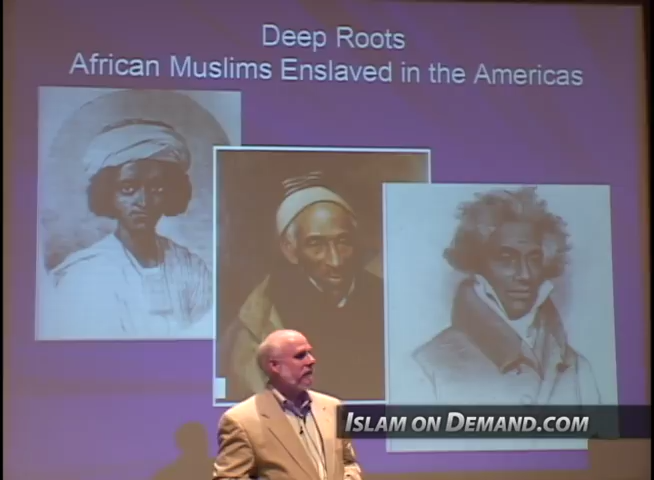 Deep Roots
African Muslims Enslaved in the Americas
ISLAM ON DEMAND.COM